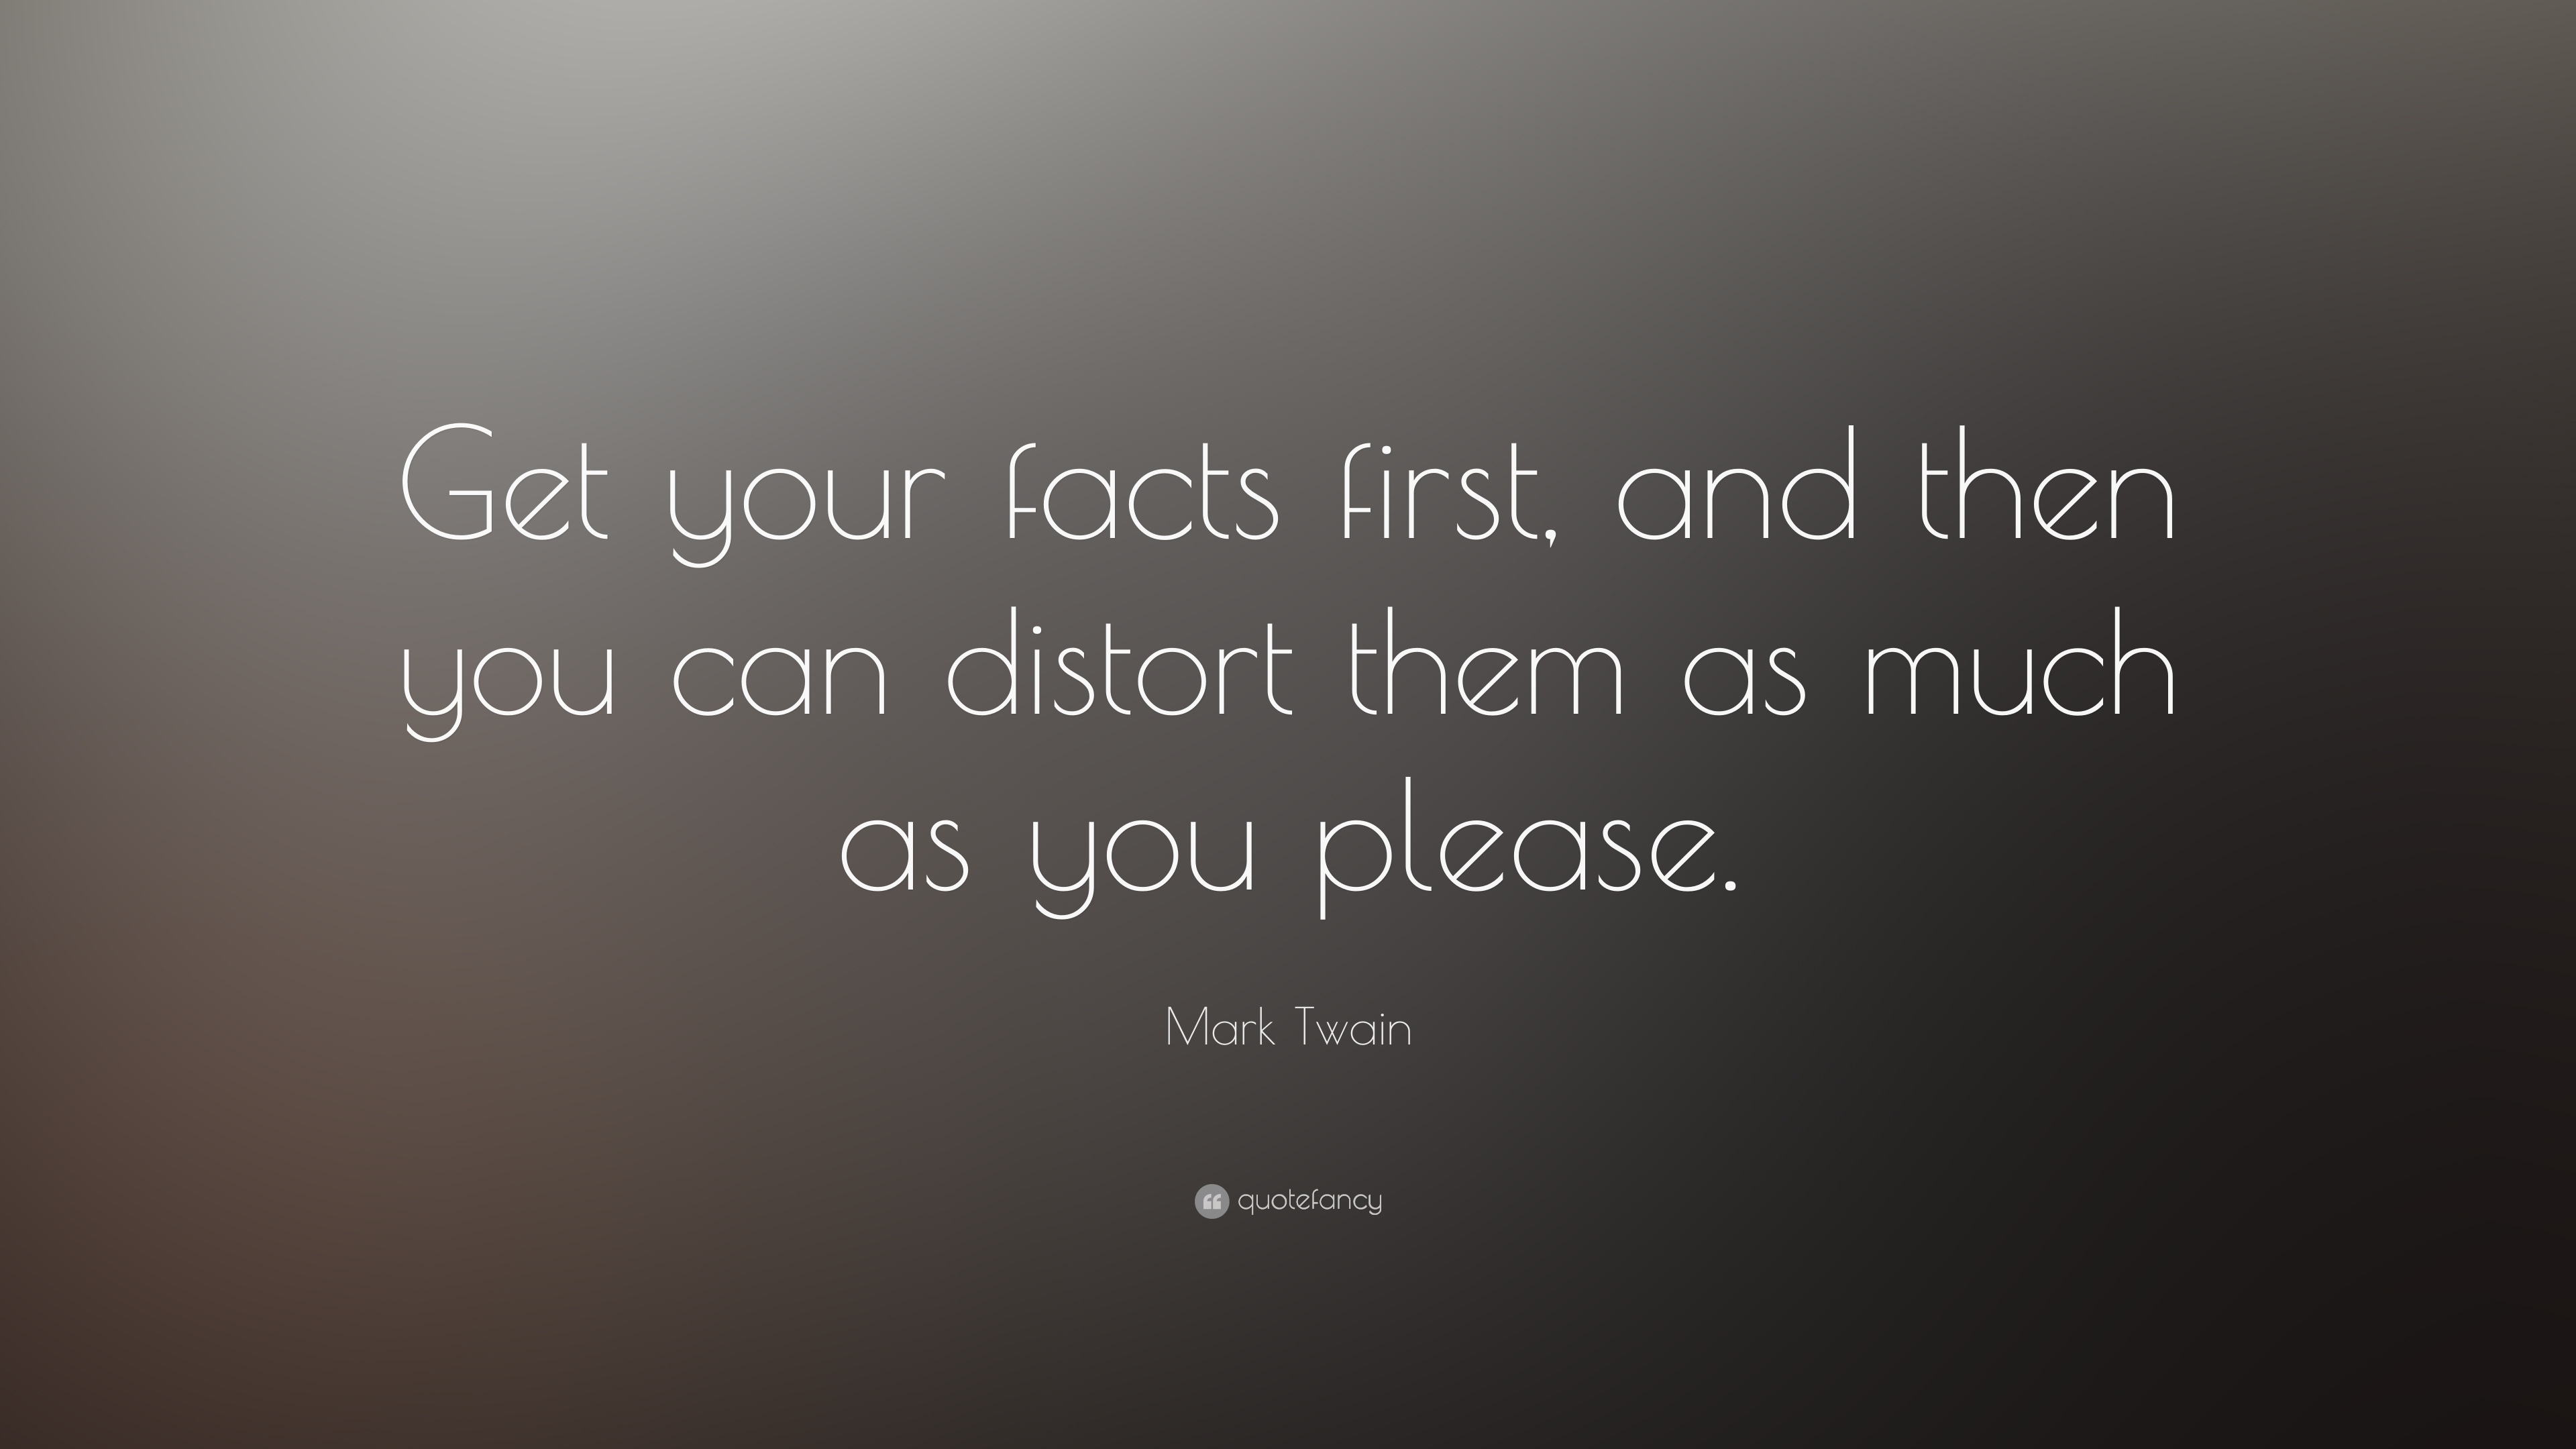 Get your facts first, and then
you can distort them as much
as you please.
Mark Twain
quotefancy